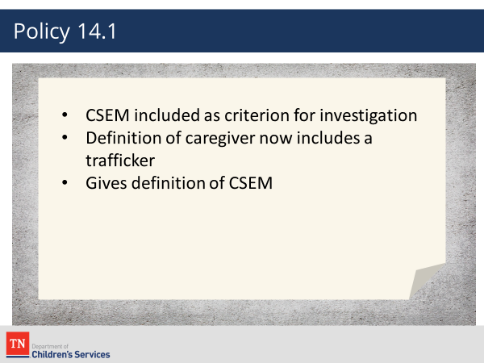 Policy 14.1
• CSEM included as criterion for investigation
• Definition of caregiver now includes a
trafficker
• Gives definition of CSEM
TN
Department of
Children's Services